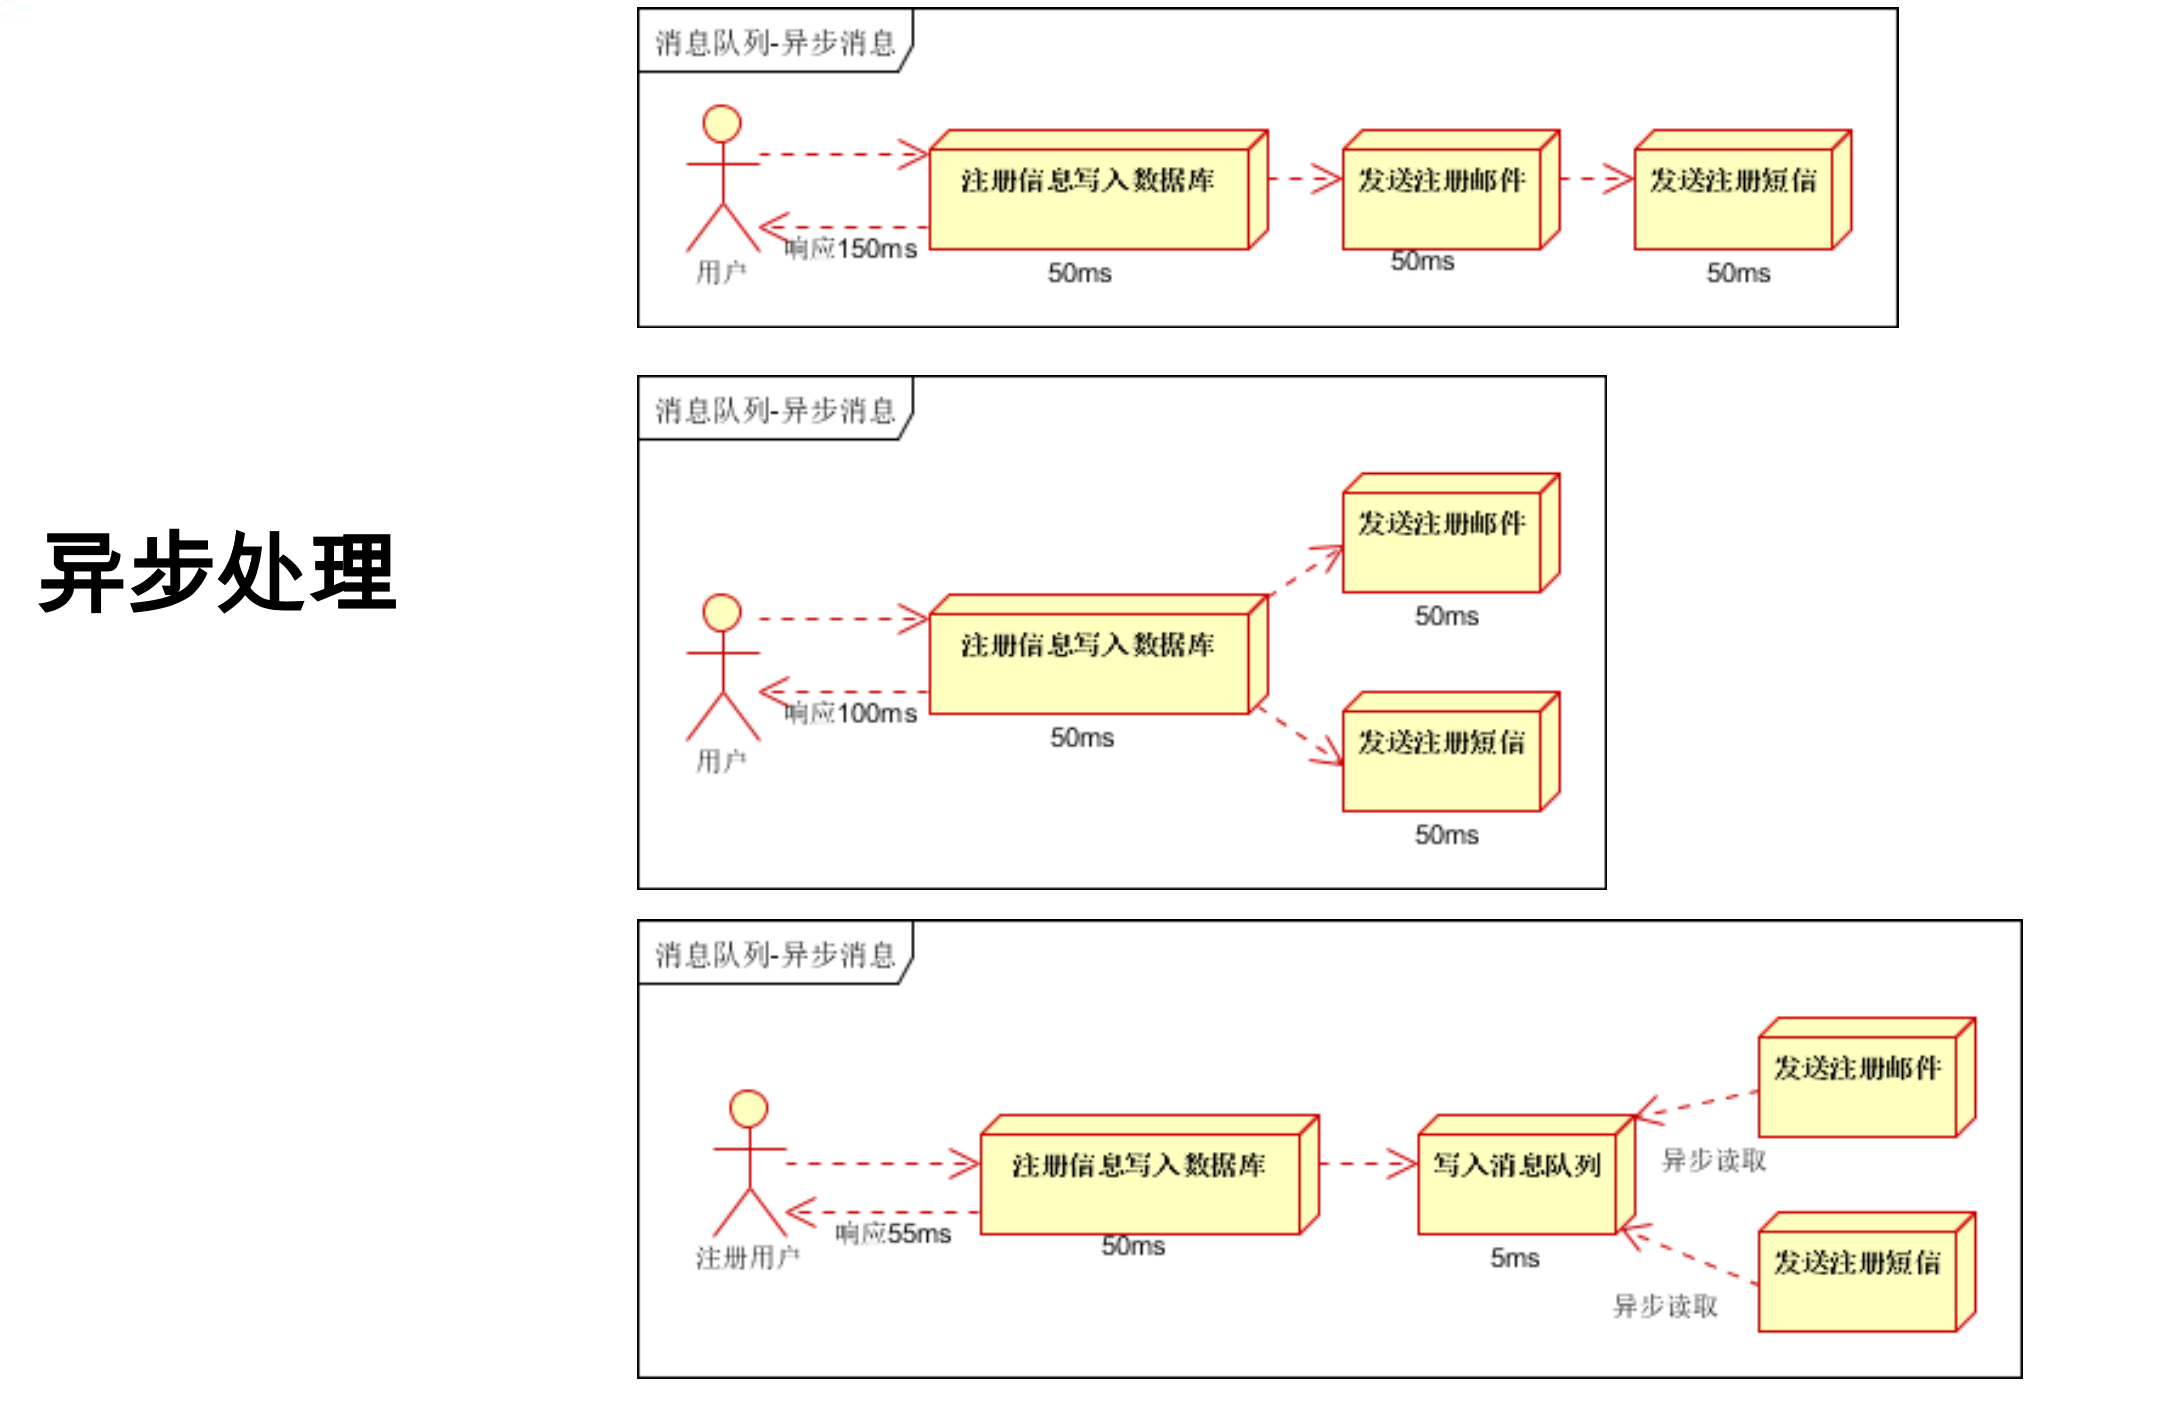 异步处理
消息队列-异步消息
注册信息写入数据库
发送注册邮件
发送注册短信
响应150ms
用户
50ms
50ms
50ms
消息队列-异步消息
发送注册邮件
50ms
注册信息写入数据库
响应100ms
用户
50ms
发送注册短信
50ms
消息队列-异步消息
发送注册邮件
异步读取
注册信息写入数据库
写入消息队列
响应55ms
注册用户
50ms
5ms
发送注册短信
异步读取